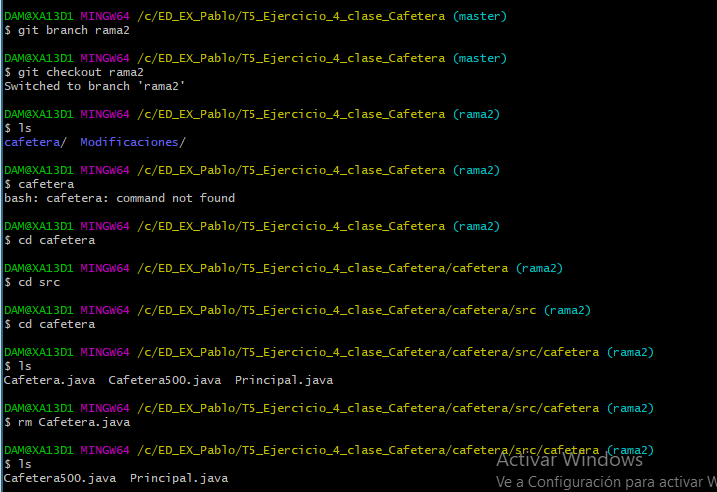 DAM@XA13D1 MINGW64 /c/ED_EX_Pablo/T5_Ejercicio_4_clase_Cafetera (master)
$ git branch rama2
DAM@XA13D1 MINGW64 /c/ED_EX_Pablo/T5_Ejercicio_4_clase_Cafetera (master)
$ git checkout rama2
Switched to branch 'rama2'
DAM@XA13D1 MINGW64 /c/ED_EX_Pablo/T5_Ejercicio_4_clase_Cafetera (rama2)
$ ls
cafetera/  Modificaciones/
DAM@XA13D1 MINGW64 /c/ED_EX_Pablo/T5_Ejercicio_4_clase_Cafetera (rama2)
$ cafetera
bash: cafetera: command not found
DAM@XA13D1 MINGW64 /c/ED_EX_Pablo/T5_Ejercicio_4_clase_Cafetera (rama2)
$ cd cafetera
DAM@XA13D1 MINGW64 /c/ED_EX_Pablo/T5_Ejercicio_4_clase_Cafetera/cafetera (rama2)
$ cd src
DAM@XA13D1 MINGW64 /c/ED_EX_Pablo/T5_Ejercicio_4_clase_Cafetera/cafetera/src (rama2)
$ cd cafetera
DAM@XA13D1 MINGW64 /c/ED_EX_Pablo/T5_Ejercicio_4_clase_Cafetera/cafetera/src/cafetera (rama2)
$ ls
Cafetera.java  Cafetera500.java  Principal.java
DAM@XA13D1 MINGW64 /c/ED_EX_Pablo/T5_Ejercicio_4_clase_Cafetera/cafetera/src/cafetera (rama2)
$ rm Cafetera.java
DAM@XA13D1 MINGW64 /c/ED_EX_Pablo/T5_Ejercicio_4_clase_Cafetera/cafetera/src/cafetera (rama2)
$ ls
Cafetera500.java  Principal.java
Activar Windows
Ve a Configuración para activar W